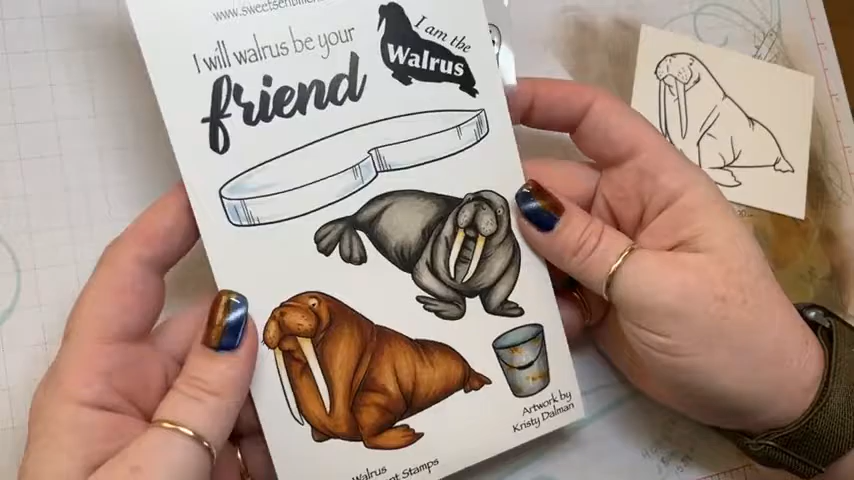 I will walrus be your
friend
I am the
Walrus
Artwork by
Kristy Dalman
Walrus
Stamps